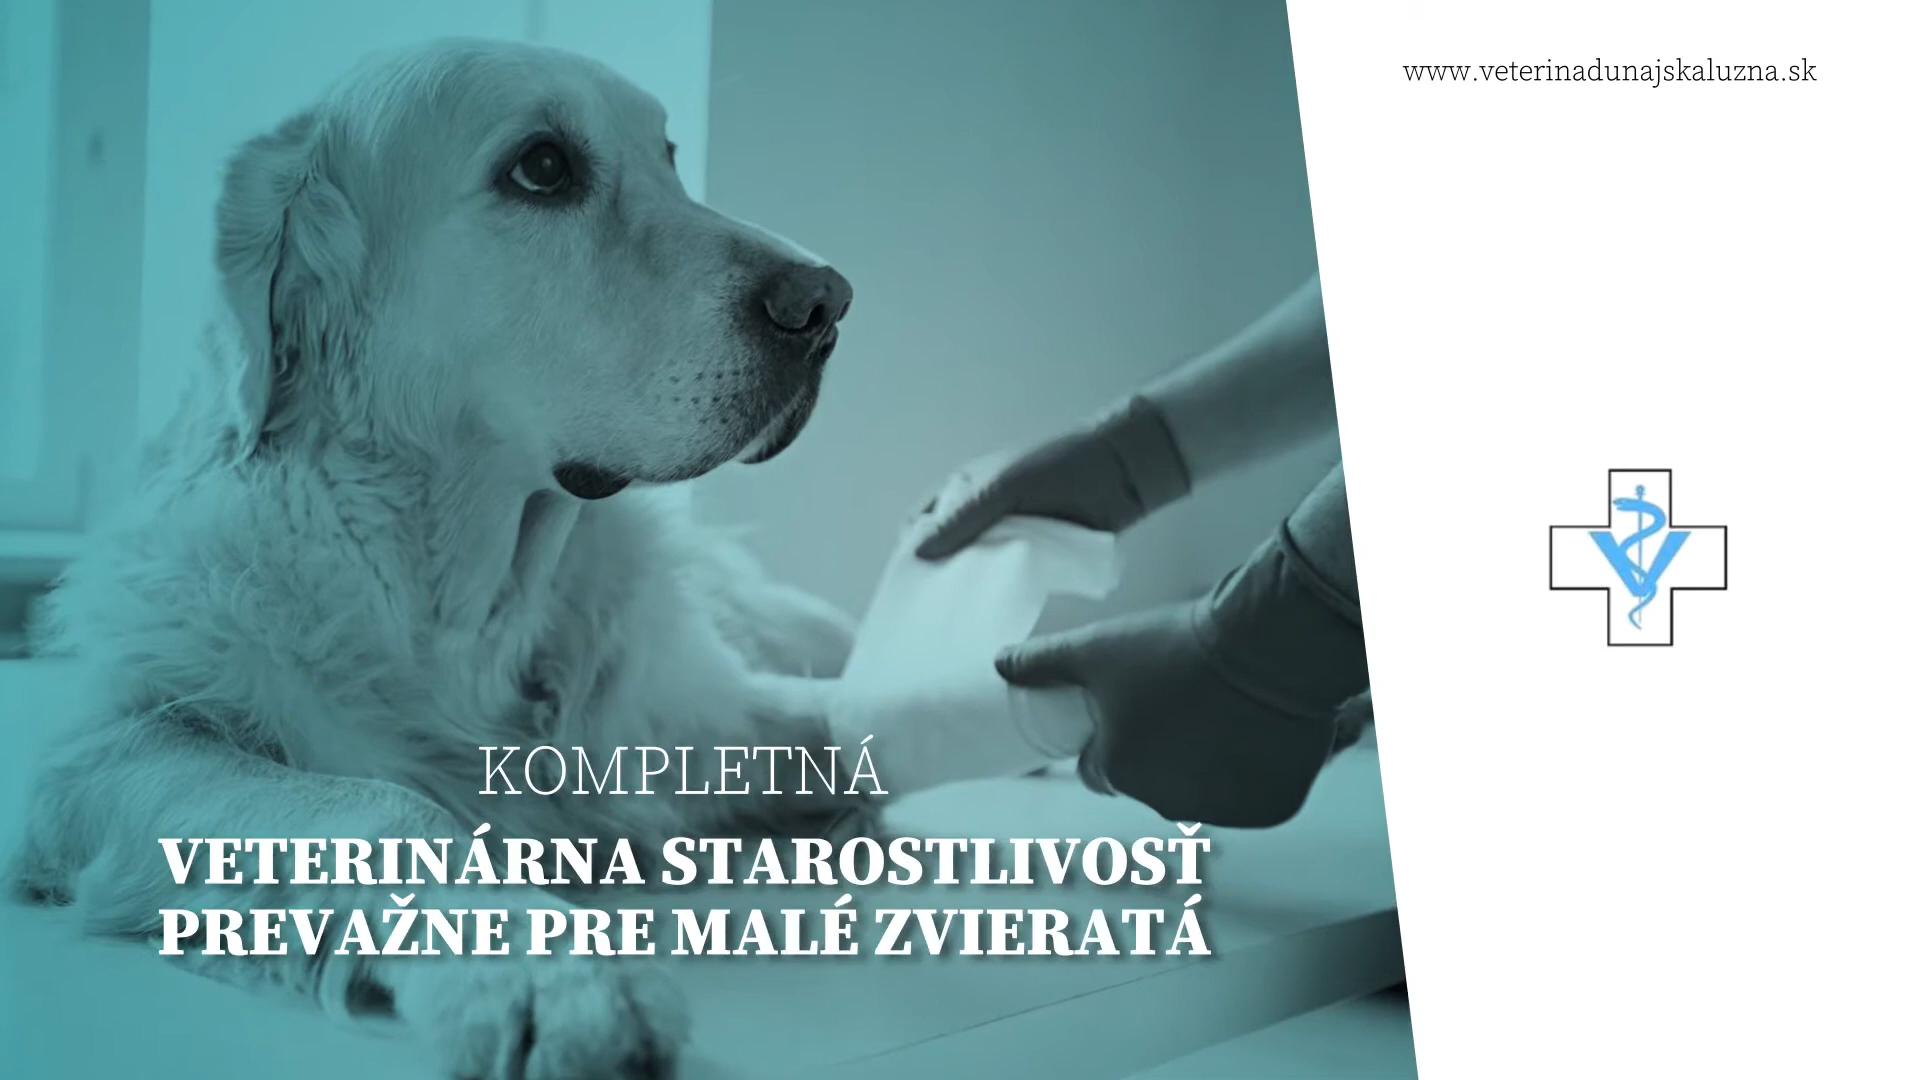 www.veterinadunajskaluzna.sk
KOMPLETNÁ
VETERINÁRNA STAROSTLIVOSŤ
PREVAŽNE PRE MALÉ ZVIERATÁ
V